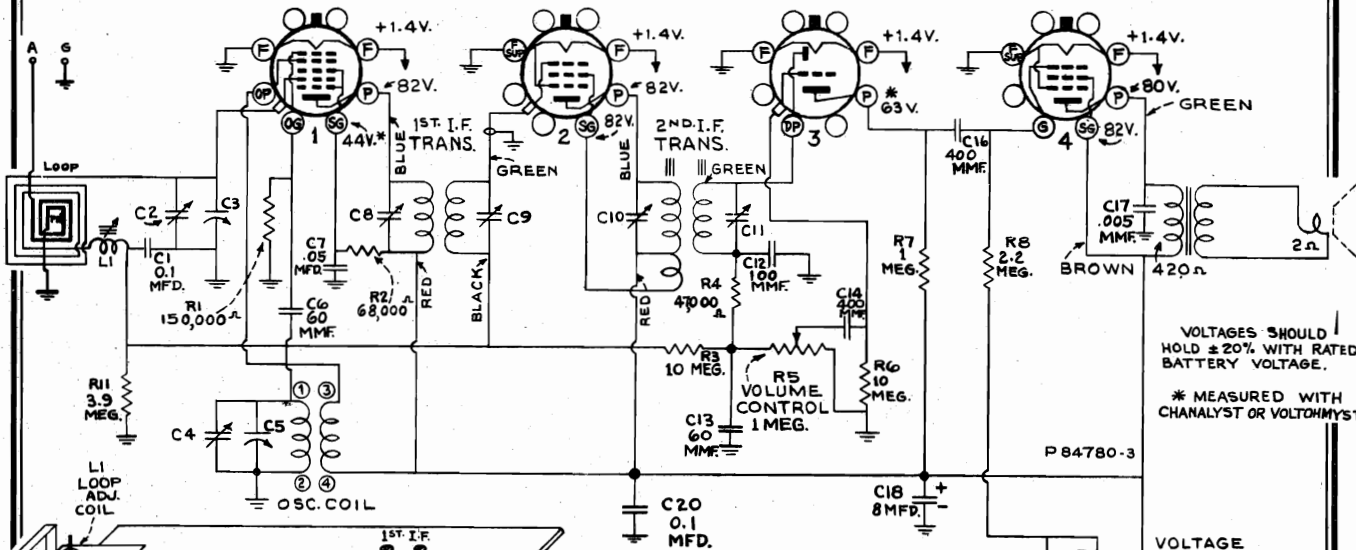 A G
LOOP
L1
C1
0.1
MFD.
C2
C3
R1
150,000Ω
R11
3.9
MEG.
C4
C5
L1
LOOP
ADJ.
COIL
F
F
+1.4V.
OP
P
82V.
OG
1
SG
44V.*
BLUE
1ST. I.F.
TRANS.
GREEN
C8
C9
C7
.05
MFD.
R2
68,000Ω
RED
BLACK
C6
60
MMF.
1
3
2
4
OSC. COIL
1ST. I.F.
F
SUP
F
+1.4V.
P
82V.
2
SG
82V.
BLUE
2ND. I.F.
TRANS.
GREEN
C10
C11
C12
100
MMF.
RED
R4
47000
Ω
R3
10 MEG.
R5
VOLUME
CONTROL
1 MEG.
C13
60
MMF.
C14
400
MMF.
R6
10
MEG.
C20
0.1
MFD.
F
F
+1.4V.
P
*
63V.
DP
3
C16
400
MMF.
R7
1
MEG.
R8
2.2
MEG.
C18
8MFD.
+
-
F
SUP
F
+1.4V.
P
80V.
GREEN
G
4
SG
82V.
C17
.005
MMF.
BROWN
420Ω
2Ω
VOLTAGES SHOULD
HOLD ±20% WITH RATED
BATTERY VOLTAGE.
* MEASURED WITH
CHANALYST OR VOLTOHMYST
P 84780-3
VOLTAGE